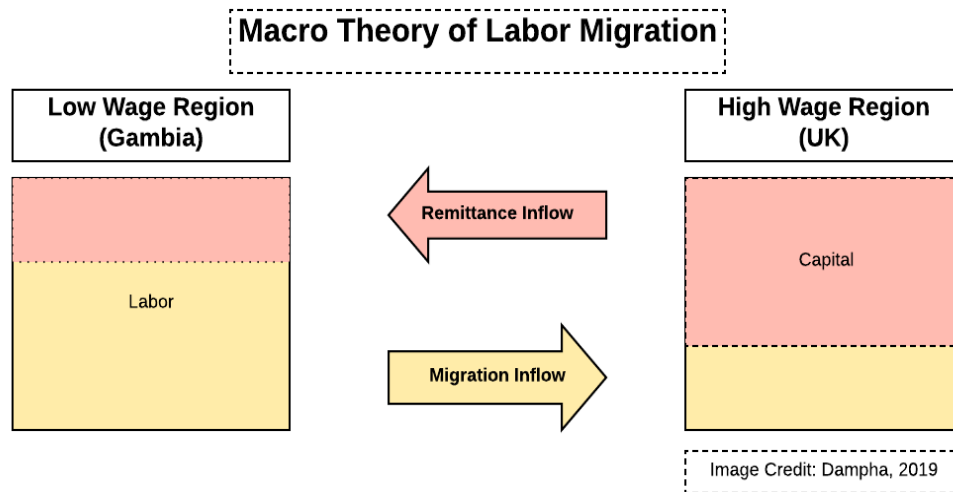 Macro Theory of Labor Migration
Low Wage Region
(Gambia)
High Wage Region
(UK)
Remittance Inflow
Capital
Labor
Migration Inflow
Image Credit: Dampha, 2019